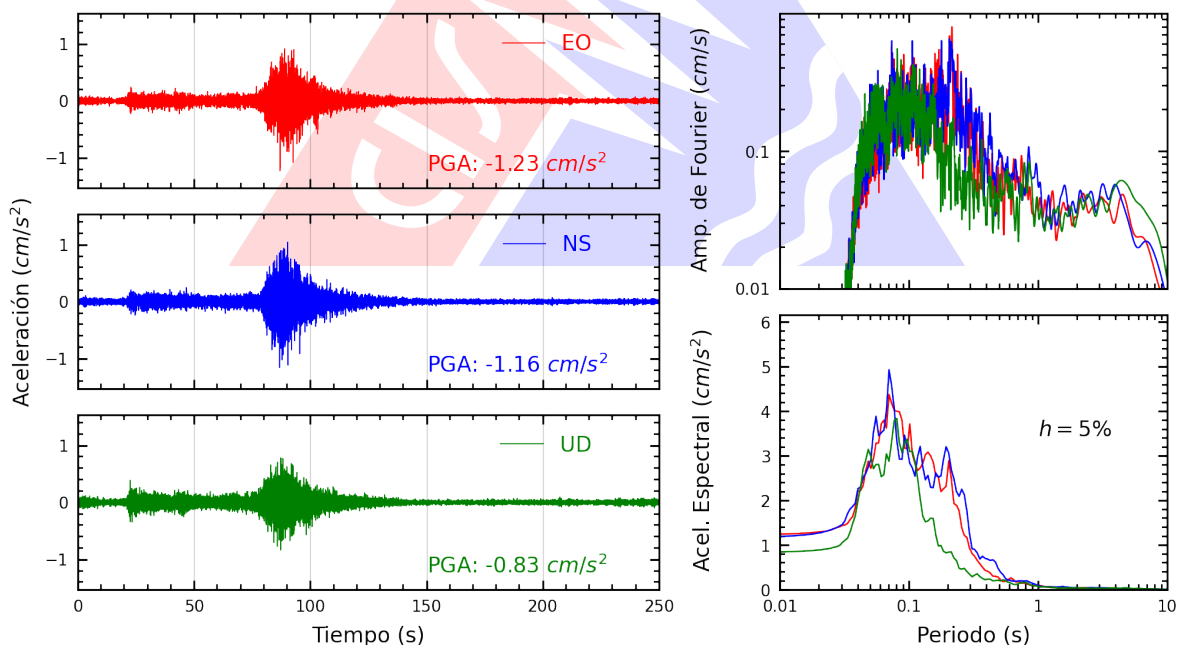 Aceleración (cm/s²)
1
0
−1
EO
PGA: -1.23 cm/s²
1
0
−1
NS
PGA: -1.16 cm/s²
1
0
−1
UD
PGA: -0.83 cm/s²
0
50
100
150
200
250
Tiempo (s)
Amp. de Fourier (cm/s)
0.1
0.01
Acel. Espectral (cm/s²)
6
5
4
3
2
1
0
h = 5%
0.01
0.1
1
10
Periodo (s)